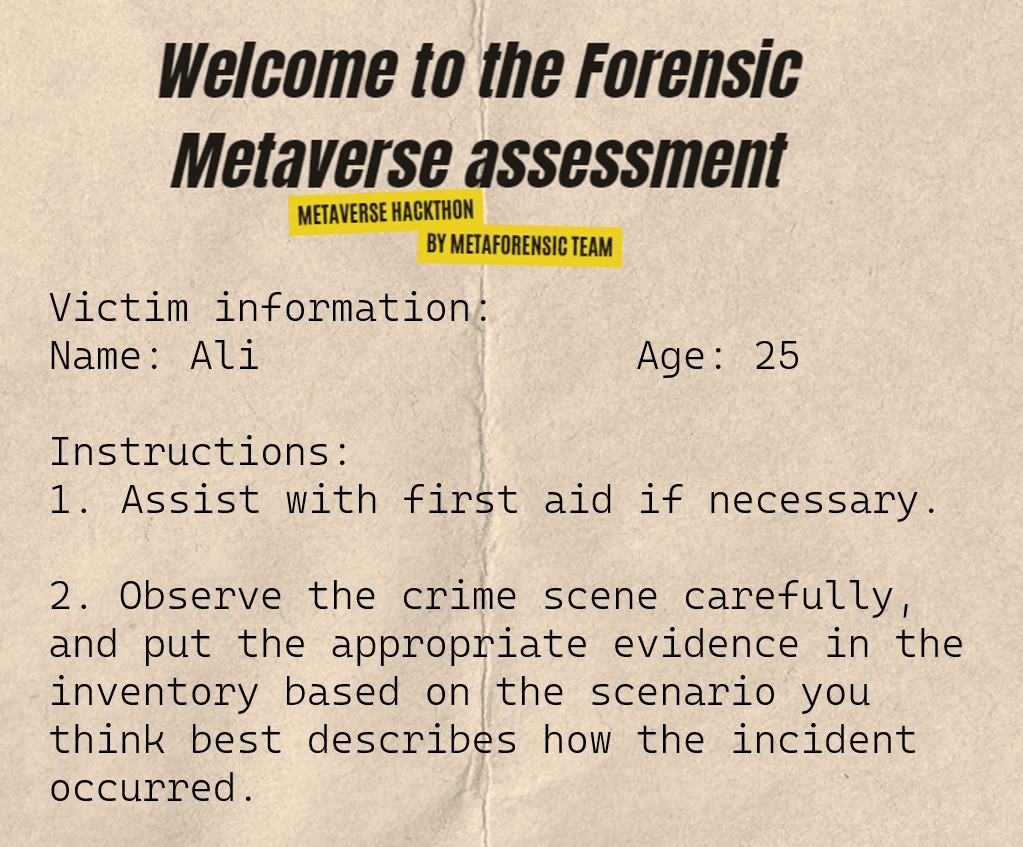 Welcome to the Forensic
Metaverse assessment
METAVERSE HACKTHON
BY METAFORENSIC TEAM
Victim information:
Name: Ali Age: 25
Instructions:
1. Assist with first aid if necessary.
2. Observe the crime scene carefully,
and put the appropriate evidence in the
inventory based on the scenario you
think best describes how the incident
occurred.